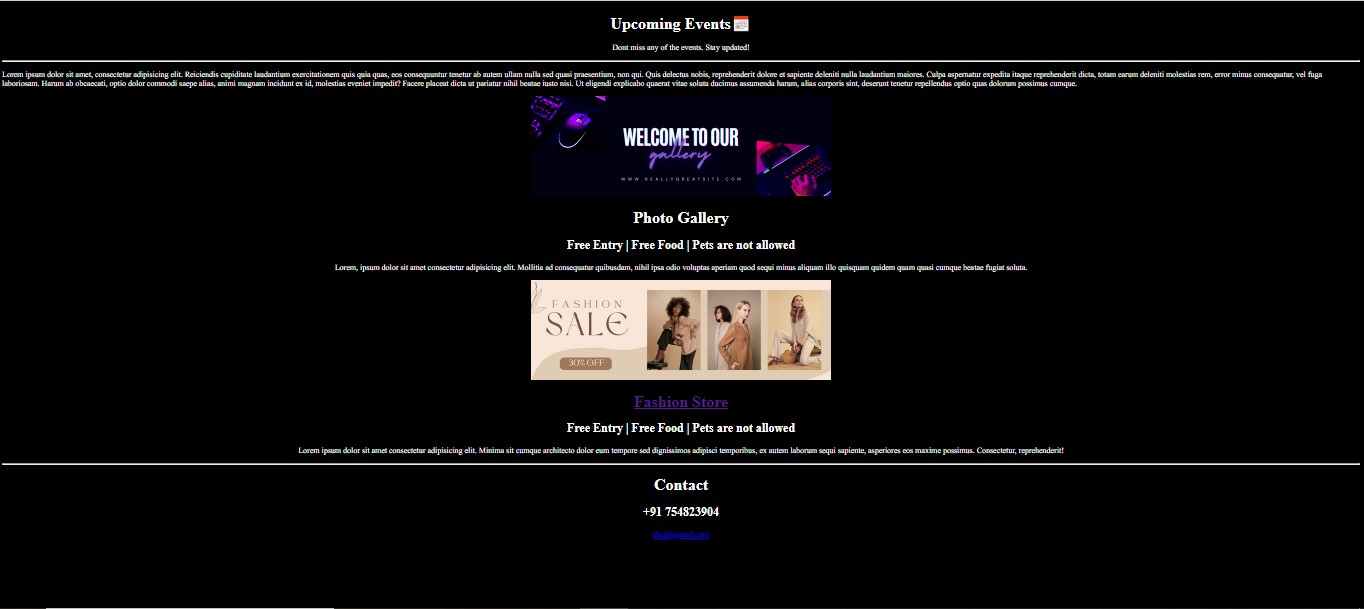 Upcoming Events
Dont miss any of the events. Stay updated!
Lorem ipsum dolor sit amet, consectetur adipisicing elit. Reiciendis cupiditate laudantium exercitationem quis quia quas, eos consequuntur tenetur ab autem ullam nulla sed quasi praesentium, non qui. Quis delectus nobis, reprehenderit dolore et sapiente deleniti nulla laudantium maiores. Culpa aspernatur expedita itaque reprehenderit dicta, totam earum deleniti molestias rem, error minus consequatur, vel fuga
laboriosam. Harum ab obcaecati, optio dolor commodi saepe alias, animi magnam incidunt ex id, molestias eveniet impedit? Facere placeat dicta ut pariatur nihil beatae iusto nisi. Ut eligendi explicabo quaerat vitae soluta ducimus assumenda harum, alias corporis sint, deserunt tenetur repellendus optio quas dolorum possimus cumque.
WELCOME TO OUR
gallery
WWW.REALLYGREATSITE.COM
Photo Gallery
Free Entry | Free Food | Pets are not allowed
Lorem, ipsum dolor sit amet consectetur adipisicing elit. Mollitia ad consequatur quibusdam, nihil ipsa odio voluptas aperiam quod sequi minus aliquam illo quisquam quidem quam quasi cumque beatae fugiat soluta.
FASHION
SALE
30% OFF
Fashion Store
Free Entry | Free Food | Pets are not allowed
Lorem ipsum dolor sit amet consectetur adipisicing elit. Minima sit cumque architecto dolor eum tempore sed dignissimos adipisci temporibus, ex autem laborum sequi sapiente, asperiores eos maxime possimus. Consectetur, reprehenderit!
Contact
+91 754823904